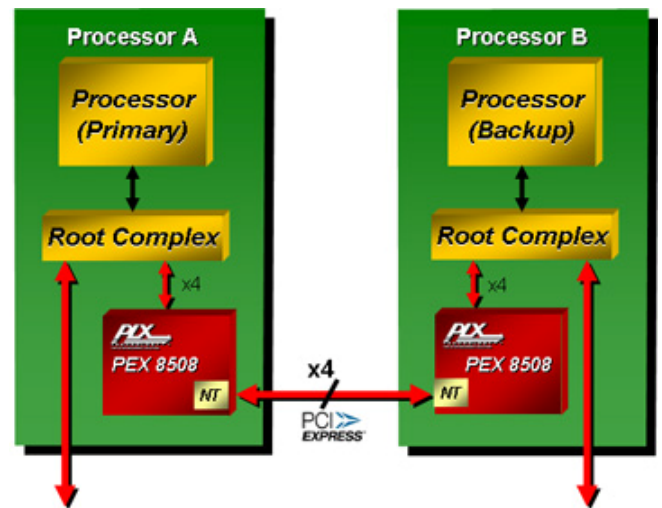 Processor A
Processor
(Primary)
Root Complex
x4
PLX
PEX 8508
NT
x4
PCI
EXPRESS
Processor B
Processor
(Backup)
Root Complex
x4
PLX
PEX 8508
NT